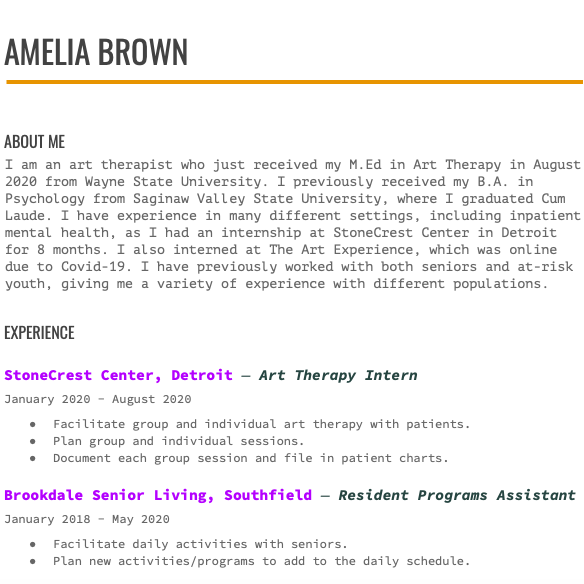 AMELIA BROWN
ABOUT ME
I am an art therapist who just received my M.Ed in Art Therapy in August
2020 from Wayne State University. I previously received my B.A. in
Psychology from Saginaw Valley State University, where I graduated Cum
Laude. I have experience in many different settings, including inpatient
mental health, as I had an internship at StoneCrest Center in Detroit
for 8 months. I also interned at The Art Experience, which was online
due to Covid-19. I have previously worked with both seniors and at-risk
youth, giving me a variety of experience with different populations.
EXPERIENCE
StoneCrest Center, Detroit — Art Therapy Intern
January 2020 - August 2020
● Facilitate group and individual art therapy with patients.
● Plan group and individual sessions.
● Document each group session and file in patient charts.
Brookdale Senior Living, Southfield — Resident Programs Assistant
January 2018 - May 2020
● Facilitate daily activities with seniors.
● Plan new activities/programs to add to the daily schedule.